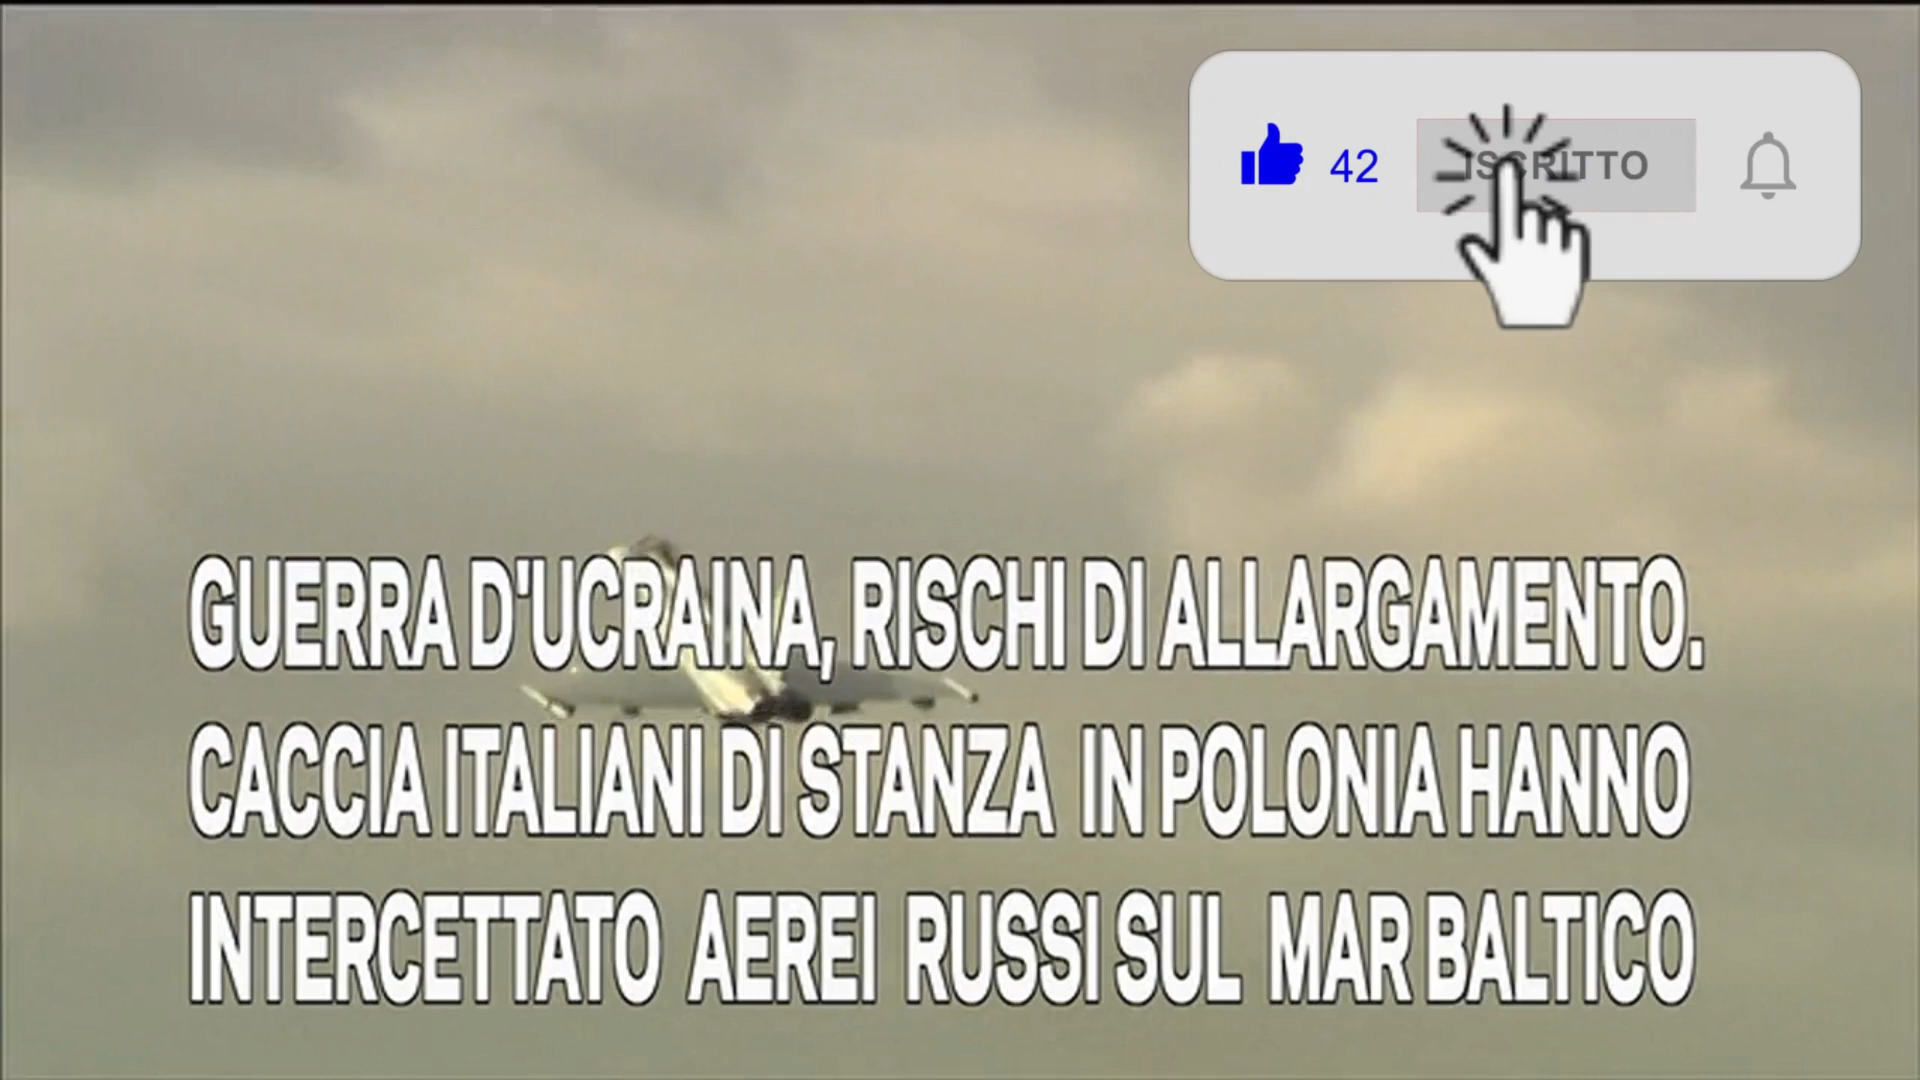 42
ISCRITTO
GUERRA D'UCRAINA, RISCHI DI ALLARGAMENTO.
CACCIA ITALIANI DI STANZA IN POLONIA HANNO
INTERCETTATO AEREI RUSSI SUL MAR BALTICO